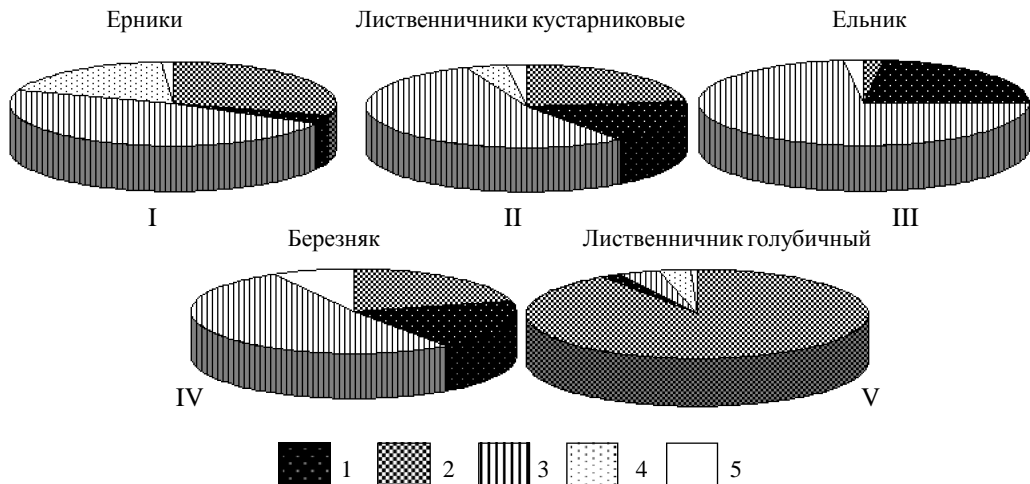 Ерники
Лиственничники кустарниковые
Ельник
I
II
III
Березняк
Лиственничник голубичный
IV
V
1
2
3
4
5